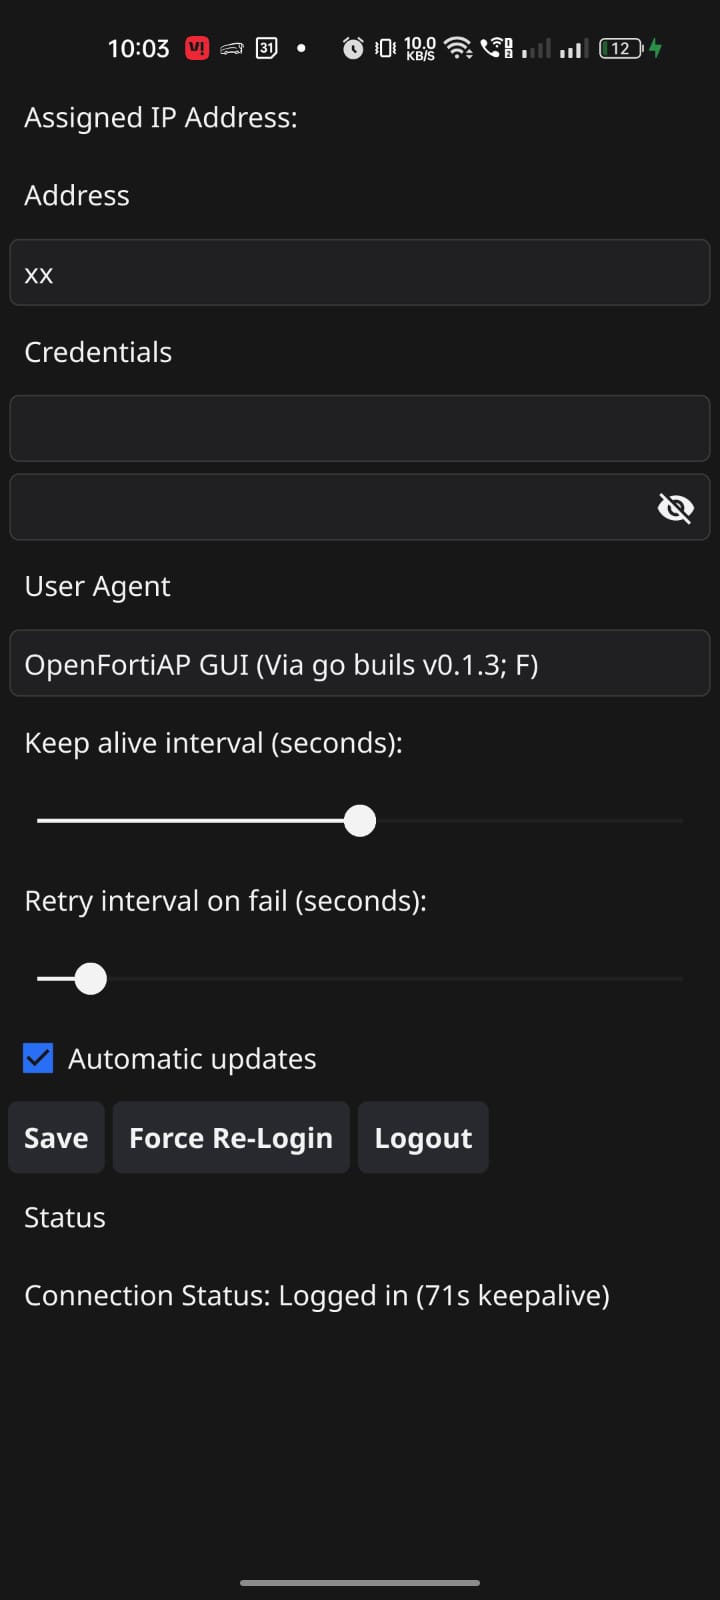 10:03 V! 31 10.0 KB/S 1 2 12
Assigned IP Address:
Address
xx
Credentials
User Agent
OpenFortiAP GUI (Via go buils v0.1.3; F)
Keep alive interval (seconds):
Retry interval on fail (seconds):
Automatic updates
Save Force Re-Login Logout
Status
Connection Status: Logged in (71s keepalive)